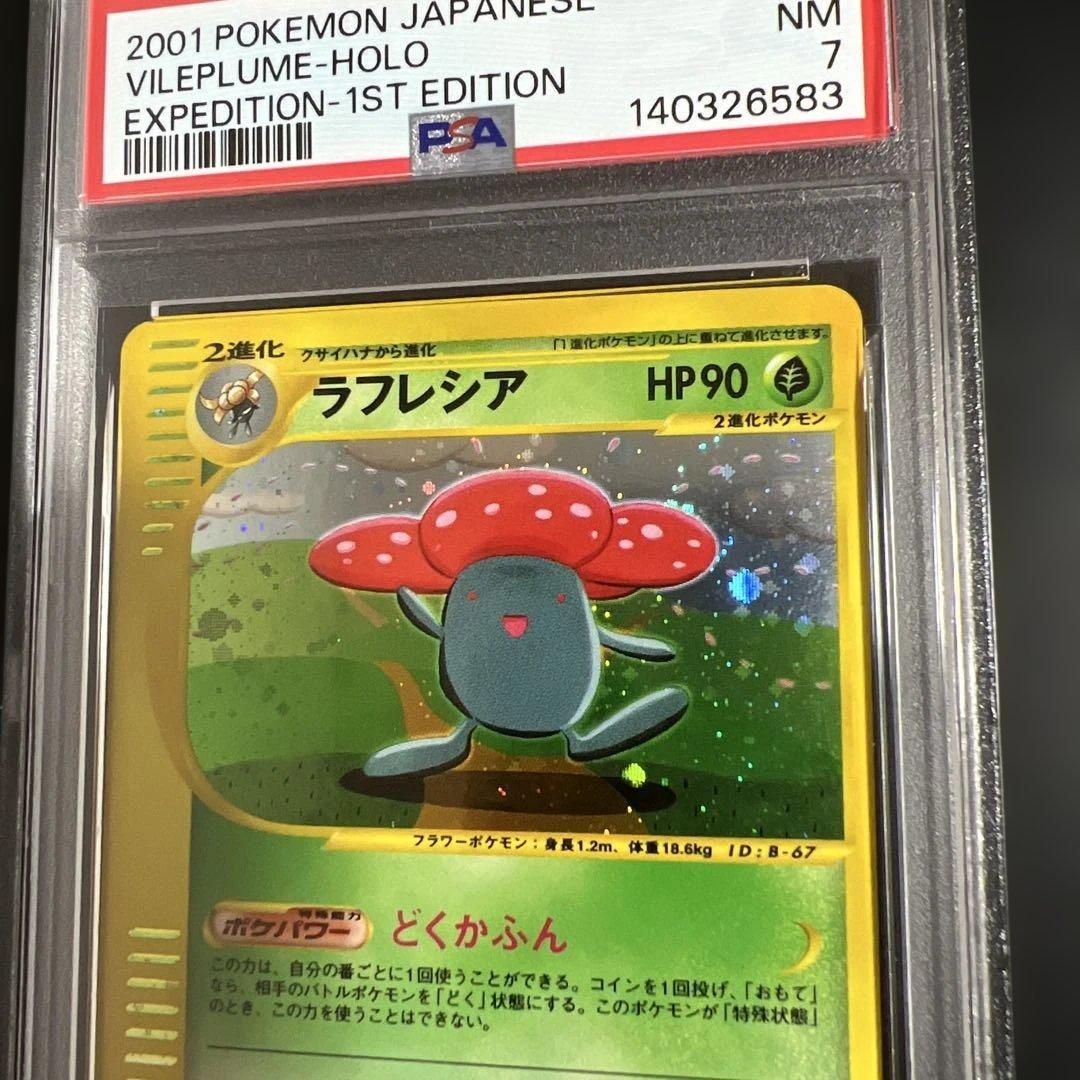 2001 POKEMON JAPANESE
VILEPLUME-HOLO
EXPEDITION-1ST EDITION
NM
7
140326583
PSA
2進化
クサイハナから進化
「1進化ポケモン」の上に重ねて進化させます。
ラフレシア
HP90
2進化ポケモン
フラワーポケモン:身長1.2m、体重18.6kg ID:B-67
特殊能力
ポケパワー
どくかふん
この力は、自分の番ごとに1回使うことができる。コインを1回投げ、「おもて」
なら、相手のバトルポケモンを「どく」状態にする。このポケモンが「特殊状態」
のとき、この力を使うことはできない。